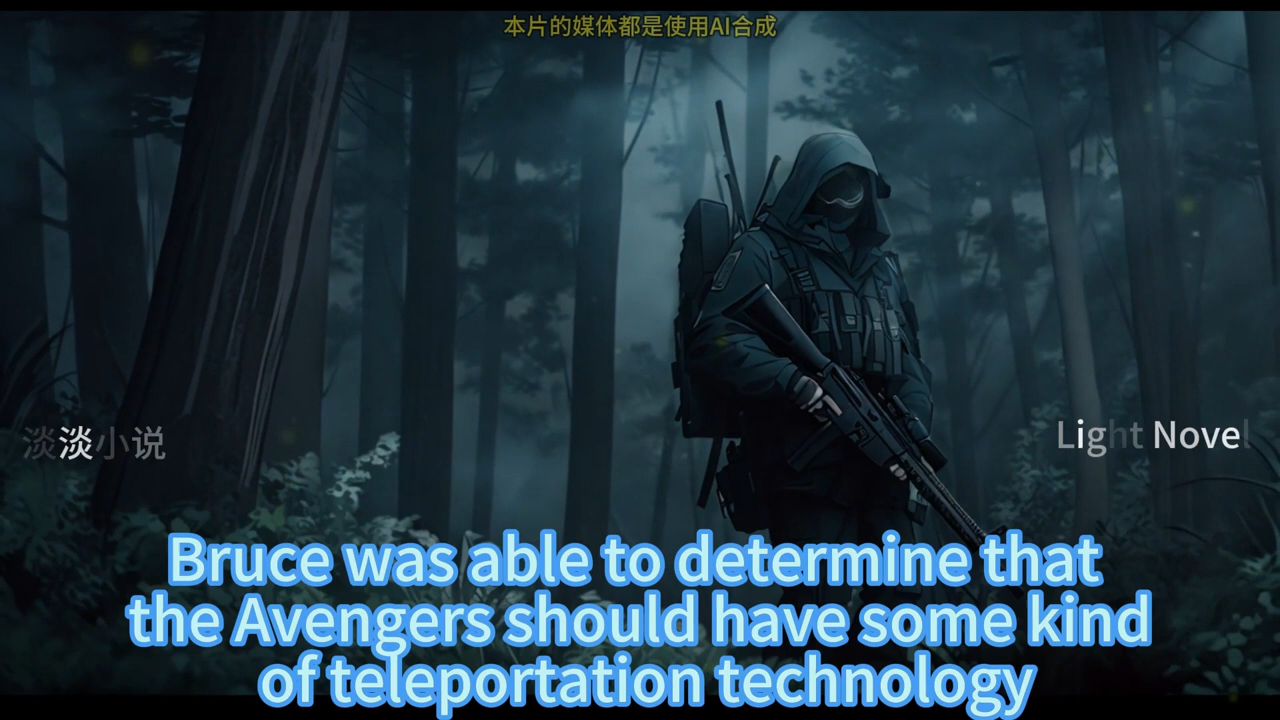 本片的媒体都是使用AI合成
淡淡小说
Light Novel
Bruce was able to determine that
the Avengers should have some kind
of teleportation technology